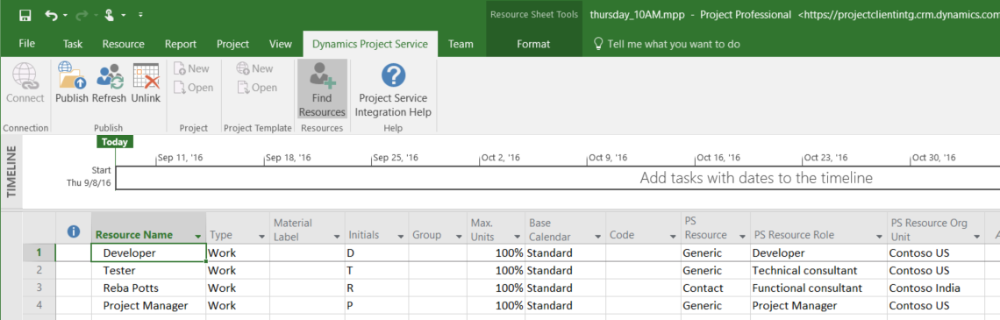 Resource Sheet Tools thursday_10AM.mpp - Project Professional <https://projectclientintg.crm.dynamics.com
File Task Resource Report Project View Dynamics Project Service Team Format Tell me what you want to do
Connect Publish Refresh Unlink New Open New Open Find Resources Project Service Integration Help
Connection Publish Project Project Template Resources Help
TIMELINE
Today
Sep 11, '16 Sep 18, '16 Sep 25, '16 Oct 2, '16 Oct 9, '16 Oct 16, '16 Oct 23, '16 Oct 30, '16
Start
Thu 9/8/16
Add tasks with dates to the timeline
Resource Name Type Material Label Initials Group Max. Units Base Calendar Code PS Resource PS Resource Role PS Resource Org Unit
1 Developer Work D 100% Standard Generic Developer Contoso US
2 Tester Work T 100% Standard Generic Technical consultant Contoso US
3 Reba Potts Work R 100% Standard Contact Functional consultant Contoso India
4 Project Manager Work P 100% Standard Generic Project Manager Contoso US